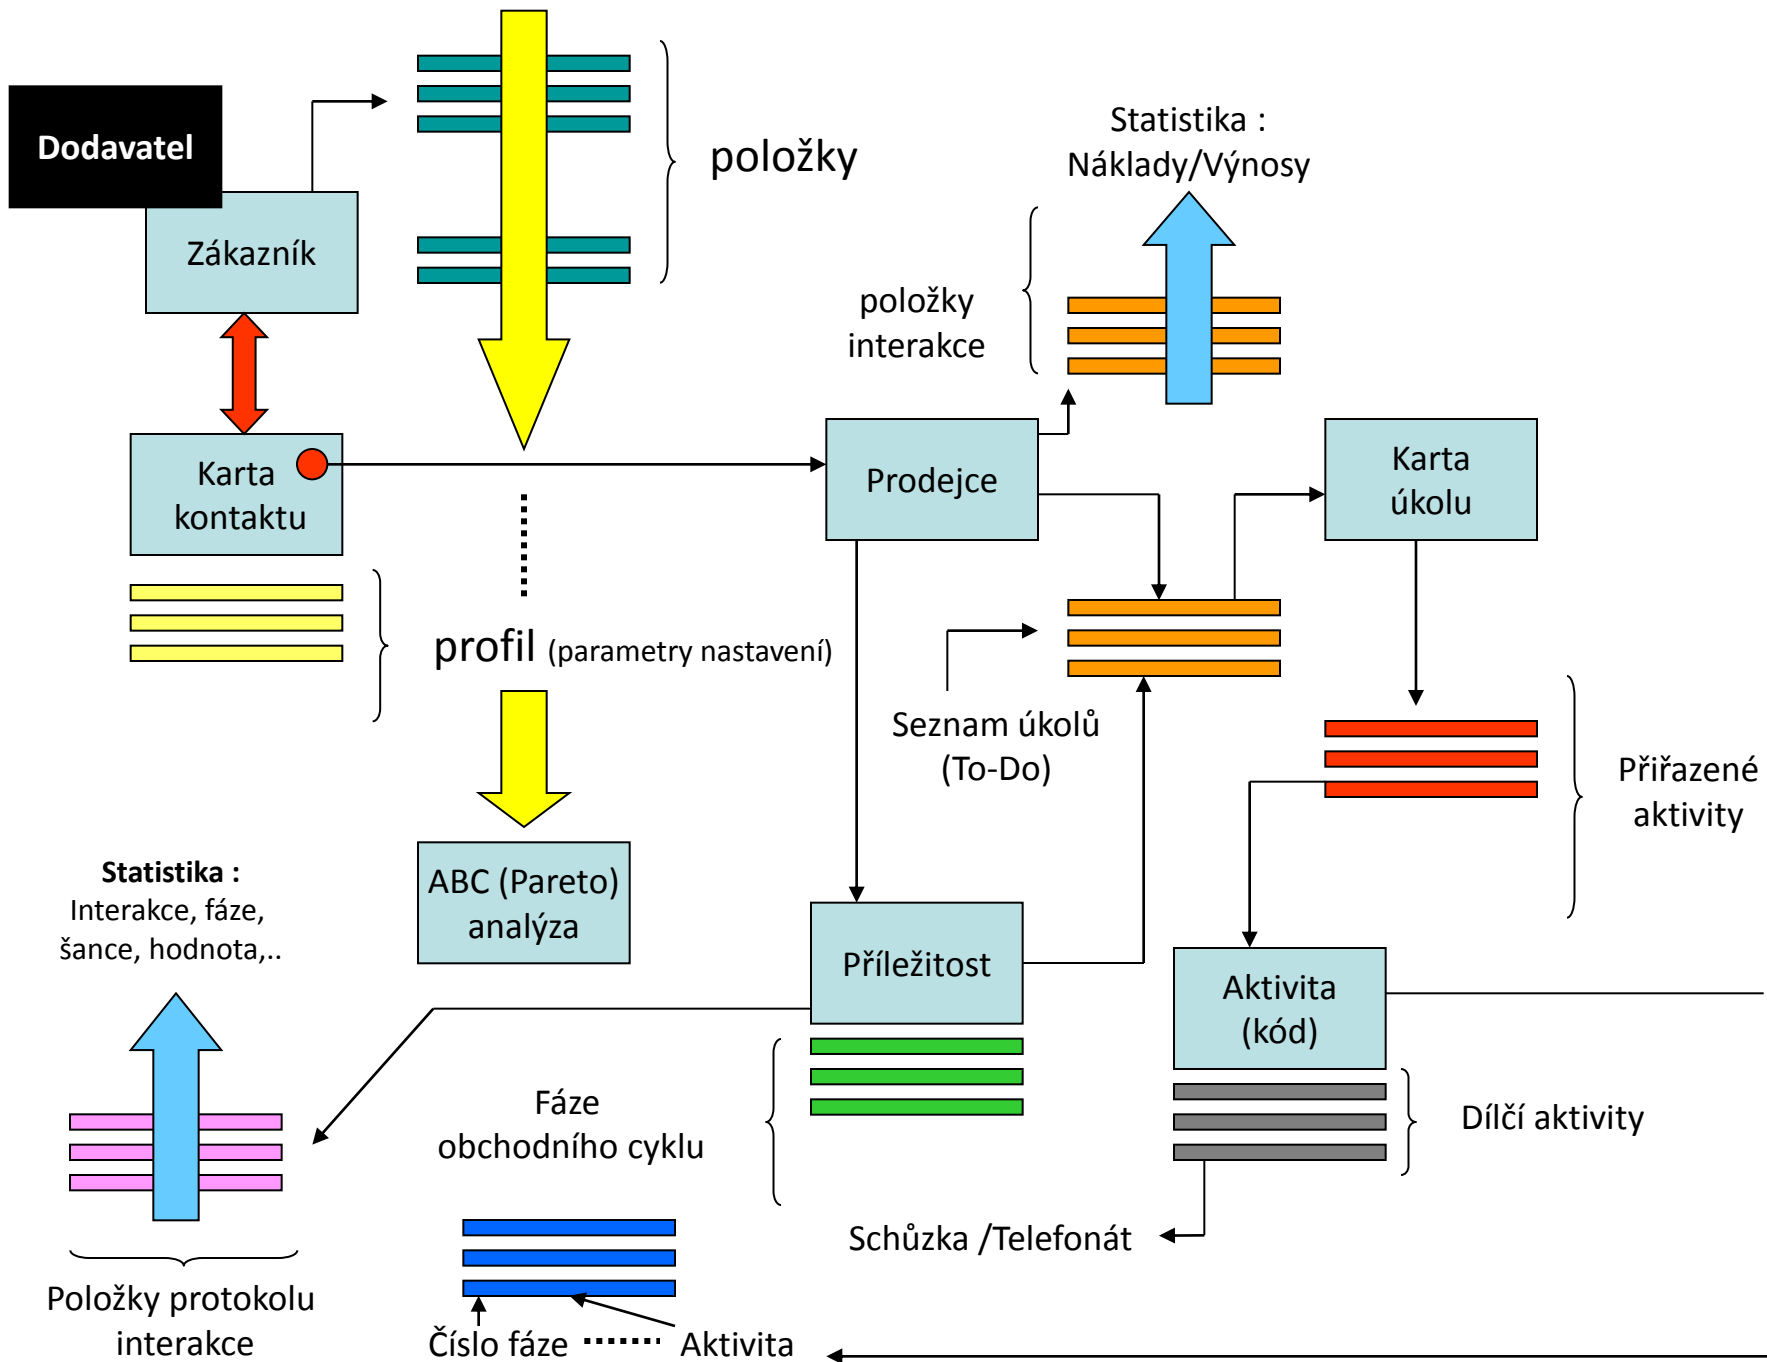 Dodavatel
Zákazník
položky
Statistika :
Náklady/Výnosy
položky
interakce
Karta
kontaktu
Prodejce
Karta
úkolu
profil (parametry nastavení)
Seznam úkolů
(To-Do)
Přiřazené
aktivity
Statistika :
Interakce, fáze,
šance, hodnota,..
ABC (Pareto)
analýza
Příležitost
Aktivita
(kód)
Fáze
obchodního cyklu
Dílčí aktivity
Schůzka /Telefonát
Položky protokolu
interakce
Číslo fáze
Aktivita